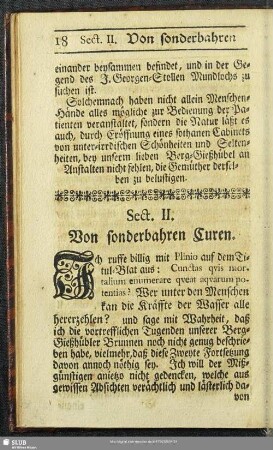 18 Sect. II. Von sonderbahren
einander beysammen befindet, und in der Ge-
gend des J. Georgen-Stollen Mundlochs zu
suchen ist.
Solchemnach haben nicht allein Menschen-
Hände alles mögliche zur Bedienung der Pa-
tienten veranstaltet, sondern die Natur läßt es
auch, durch Eröffnung eines sothanen Cabinets
von unter-irrdischen Schönheiten und Selten-
heiten, bey unserm lieben Berg-Gießhübel an
Anstalten nicht fehlen, die Gemüther dersel-
ben zu belustigen.
Sect. II.
Von sonderbahren Curen.
Ich ruffe billig mit Plinio auf dem Ti-
tul-Blat aus: Cunctas qvis mor-
talium enumerare qveat aqvarum po-
tentias? Wer unter den Menschen
kan die Kräffte der Wasser alle
hererzehlen? und sage mit Wahrheit, daß
ich die vortrefflichen Tugenden unserer Berg-
Gießhübler Brunnen noch nicht genug beschrie-
ben habe, vielmehr, daß diese Zweyte Fortsetzung
davon annoch nöthig sey. Ich will der Miß-
günstigen anietzo nicht gedencken, welche aus
gewissen Absichten verächtlich und lästerlich da-
von
SLUB